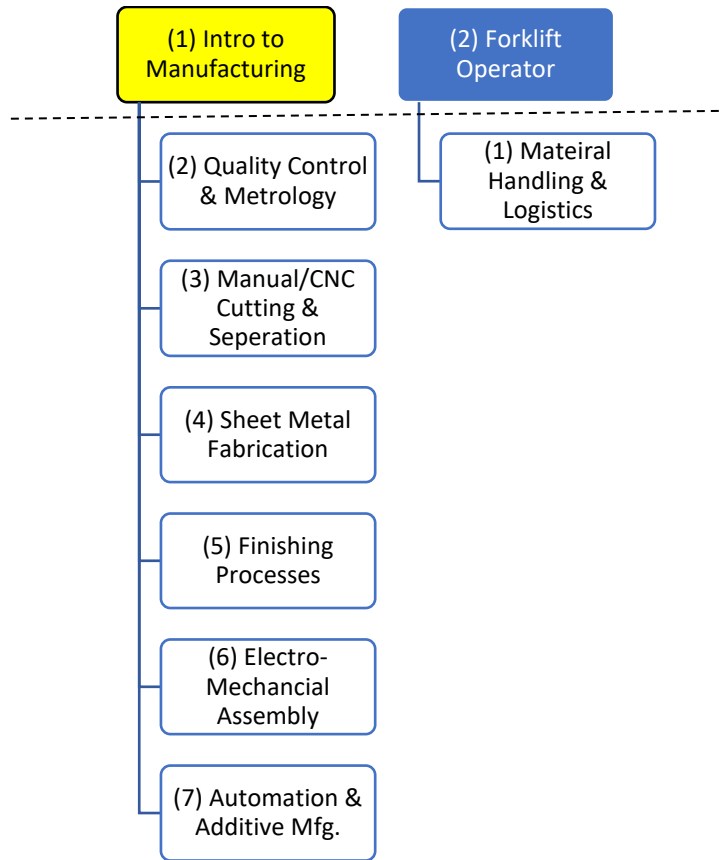 (1) Intro to
Manufacturing
(2) Forklift
Operator
(2) Quality Control
& Metrology
(1) Mateiral
Handling &
Logistics
(3) Manual/CNC
Cutting &
Seperation
(4) Sheet Metal
Fabrication
(5) Finishing
Processes
(6) Electro-
Mechancial
Assembly
(7) Automation &
Additive Mfg.